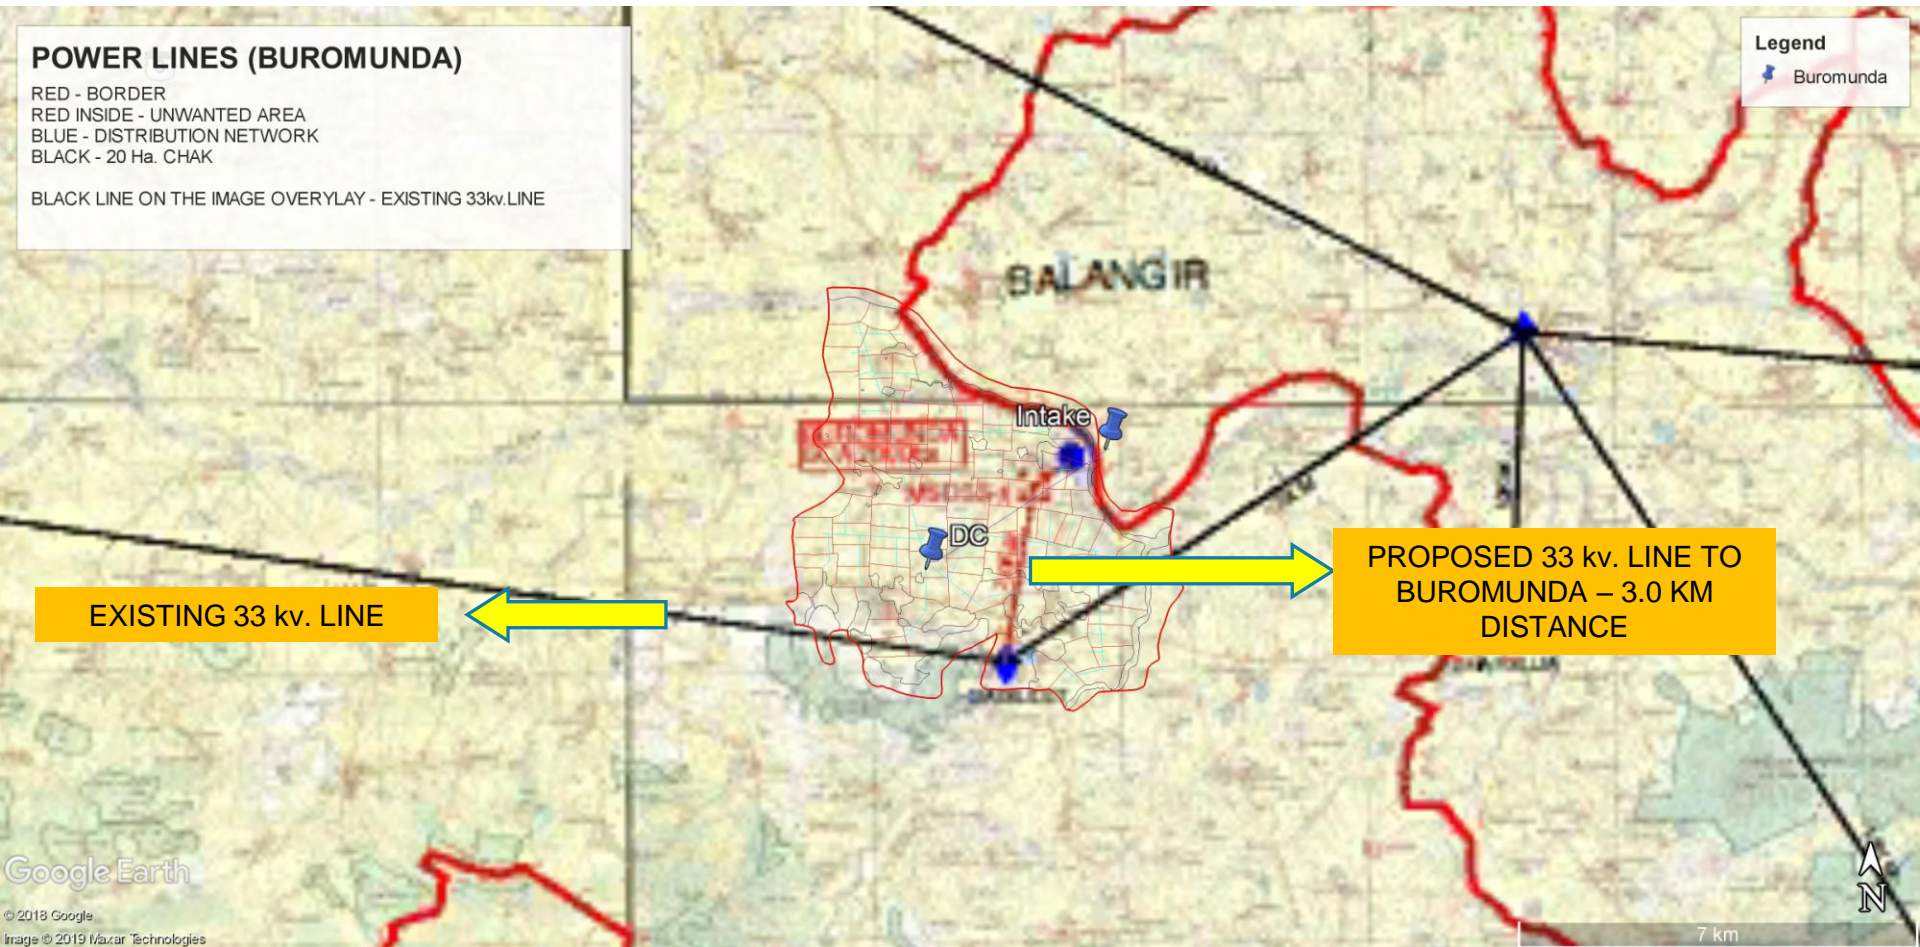 POWER LINES (BUROMUNDA)
RED - BORDER
RED INSIDE - UNWANTED AREA
BLUE - DISTRIBUTION NETWORK
BLACK - 20 Ha. CHAK
BLACK LINE ON THE IMAGE OVERYLAY - EXISTING 33kv.LINE
Legend
Buromunda
BALANGIR
Intake
DC
EXISTING 33 kv. LINE
PROPOSED 33 kv. LINE TO
BUROMUNDA – 3.0 KM
DISTANCE
Google Earth
© 2018 Google
Image © 2019 Maxar Technologies
N
7 km